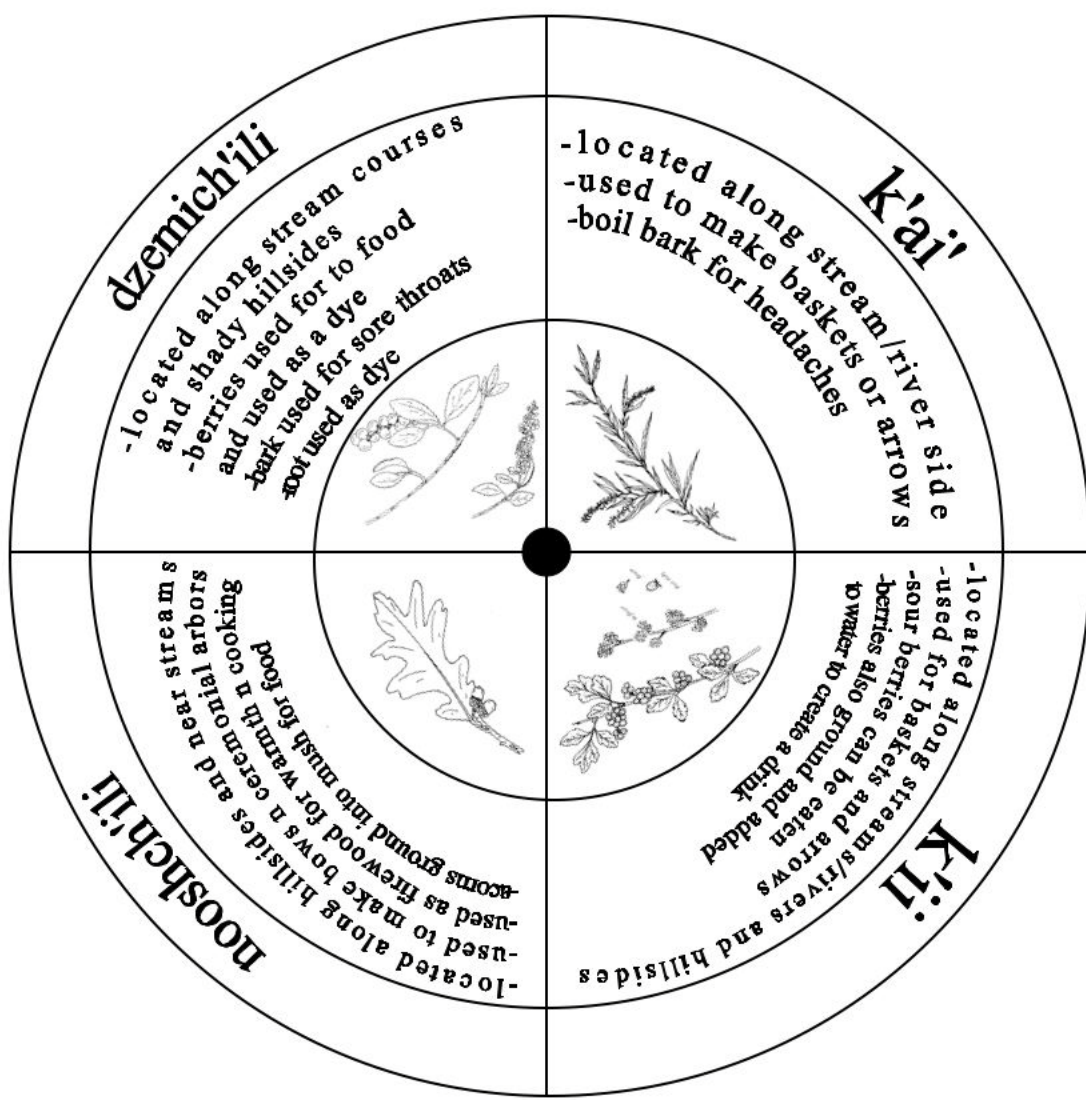 dzemich'ili
-located along stream courses
and shady hillsides
-berries used for to food
and used as a dye
-bark used for sore throats
-root used as dye
k'aï'
-located along stream/river side
-used to make baskets or arrows
-boil bark for headaches
k'ïï
-located along streams/rivers and hillsides
-used for baskets and arrows
-sour berries can be eaten
-berries also ground and added
to water to create a drink
nooshch'ili
-located along hillsides and near streams
-used to make bows n ceremonial arbors
-used as firewood for warmth n cooking
-acorns ground into mush for food